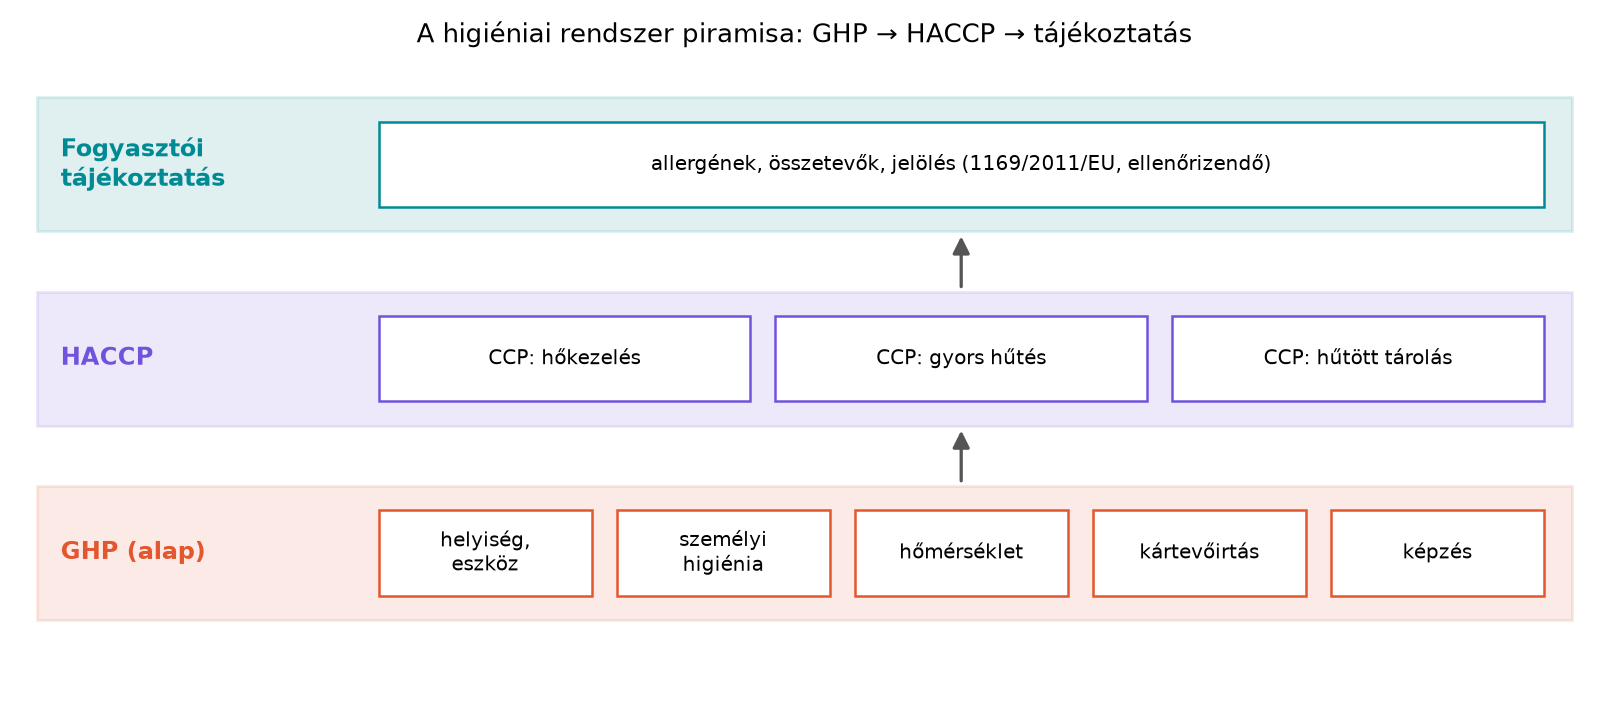 A higiéniai rendszer piramisa: GHP → HACCP → tájékoztatás
Fogyasztói
tájékoztatás
allergének, összetevők, jelölés (1169/2011/EU, ellenőrizendő)
HACCP
CCP: hőkezelés
CCP: gyors hűtés
CCP: hűtött tárolás
GHP (alap)
helyiség,
eszköz
személyi
higiénia
hőmérséklet
kártevőirtás
képzés